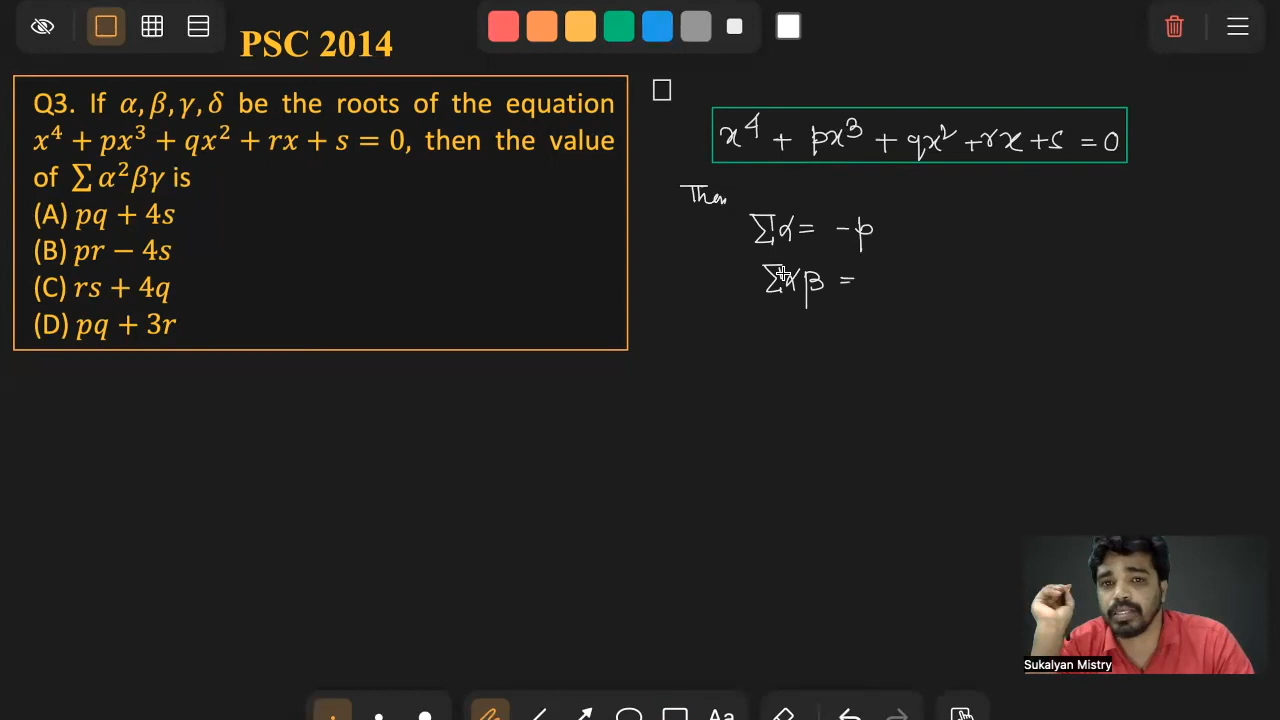 PSC 2014
Q3. If α, β, γ, δ be the roots of the equation
x⁴ + px³ + qx² + rx + s = 0, then the value
of ∑ α²βγ is
(A) pq + 4s
(B) pr − 4s
(C) rs + 4q
(D) pq + 3r
x⁴ + px³ + qx² + rx + s = 0
Then
∑α = -p
∑αβ =
Sukalyan Mistry
Aa